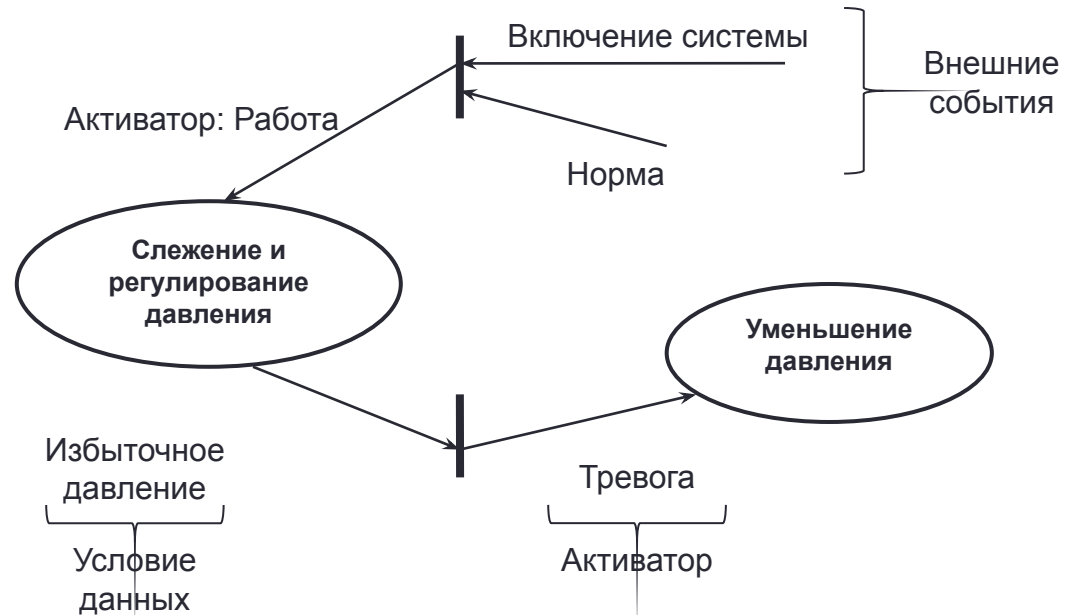 Включение системы
Внешние
события
Активатор: Работа
Норма
Слежение и
регулирование
давления
Уменьшение
давления
Избыточное
давление
Тревога
Условие
данных
Активатор